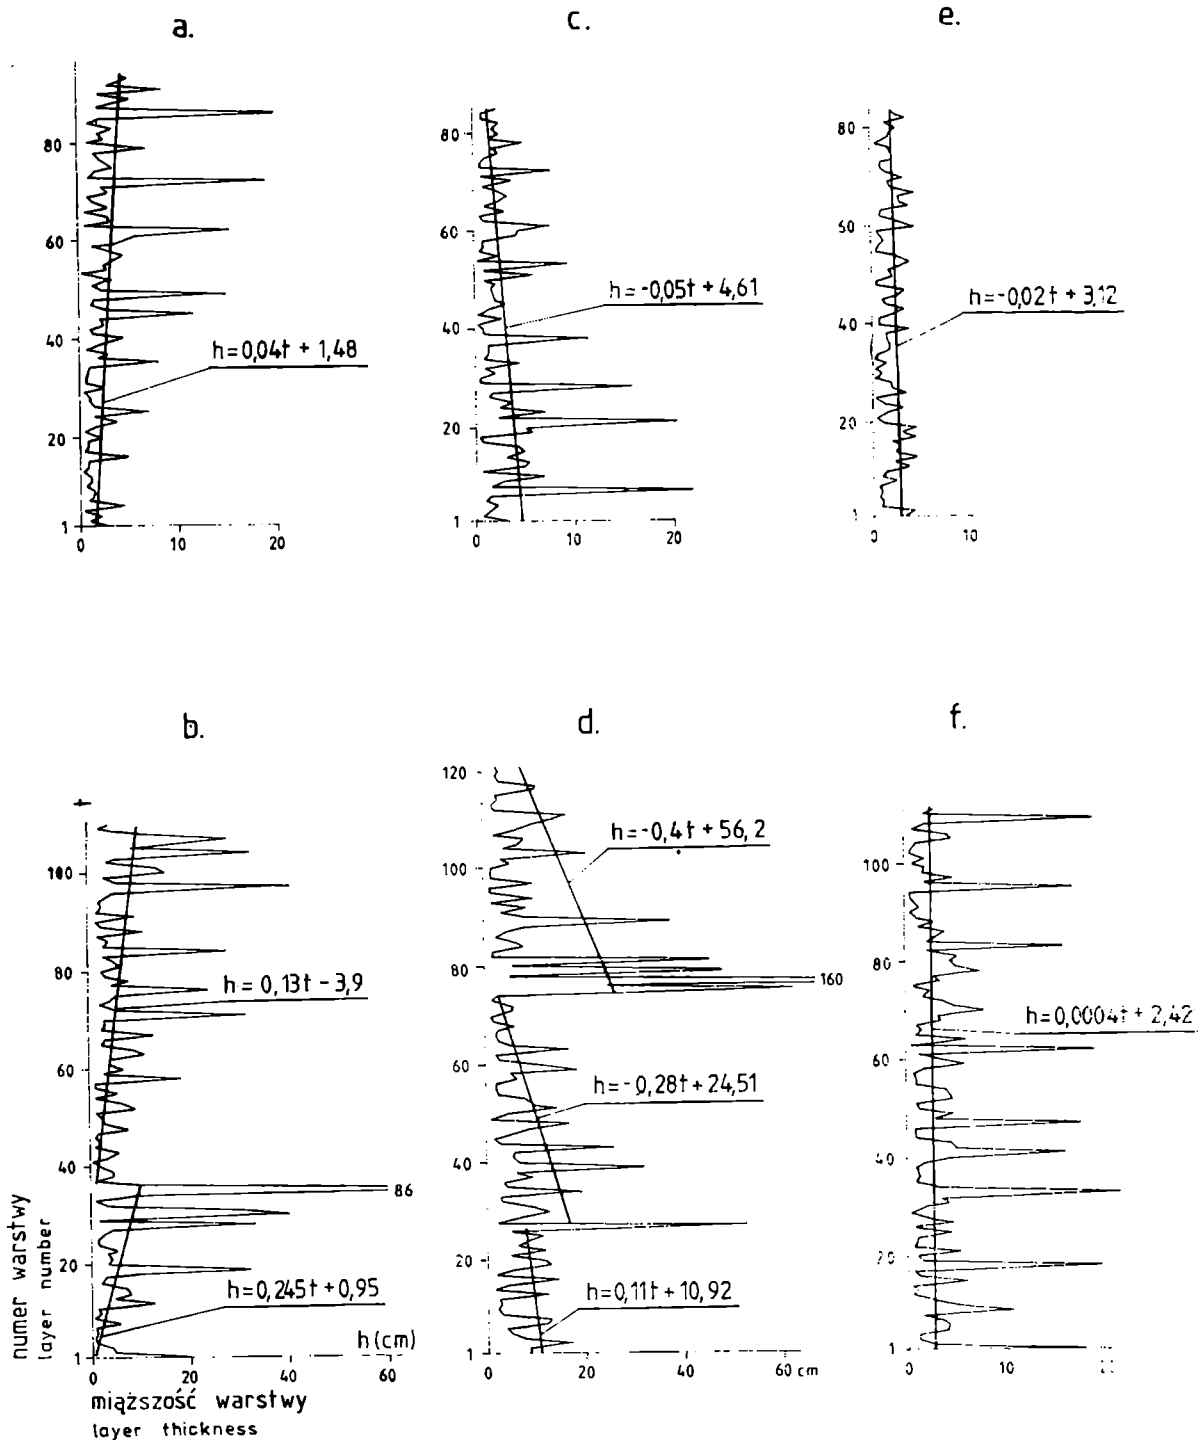 a.
80
60
40
20
1
0 10 20
h=0,04t + 1,48
c.
80
60
40
20
1
0 10 20
h=-0,05t + 4,61
e.
80
60
40
20
1
0 10
h=-0,02t + 3,12
b.
t
100
80
60
40
20
1
0 20 40 60
h=0,13t-3,9
86
h=0,245t+0,95
h(cm)
numer warstwy
layer number
miąższość warstwy
layer thickness
d.
120
100
80
60
40
20
1
0 20 40 60 cm
h=-0,4t+56,2
160
h=-0,28t+24,51
h=0,11t+10,92
f.
100
80
60
40
20
1
0 10
h=0,0004t+2,42